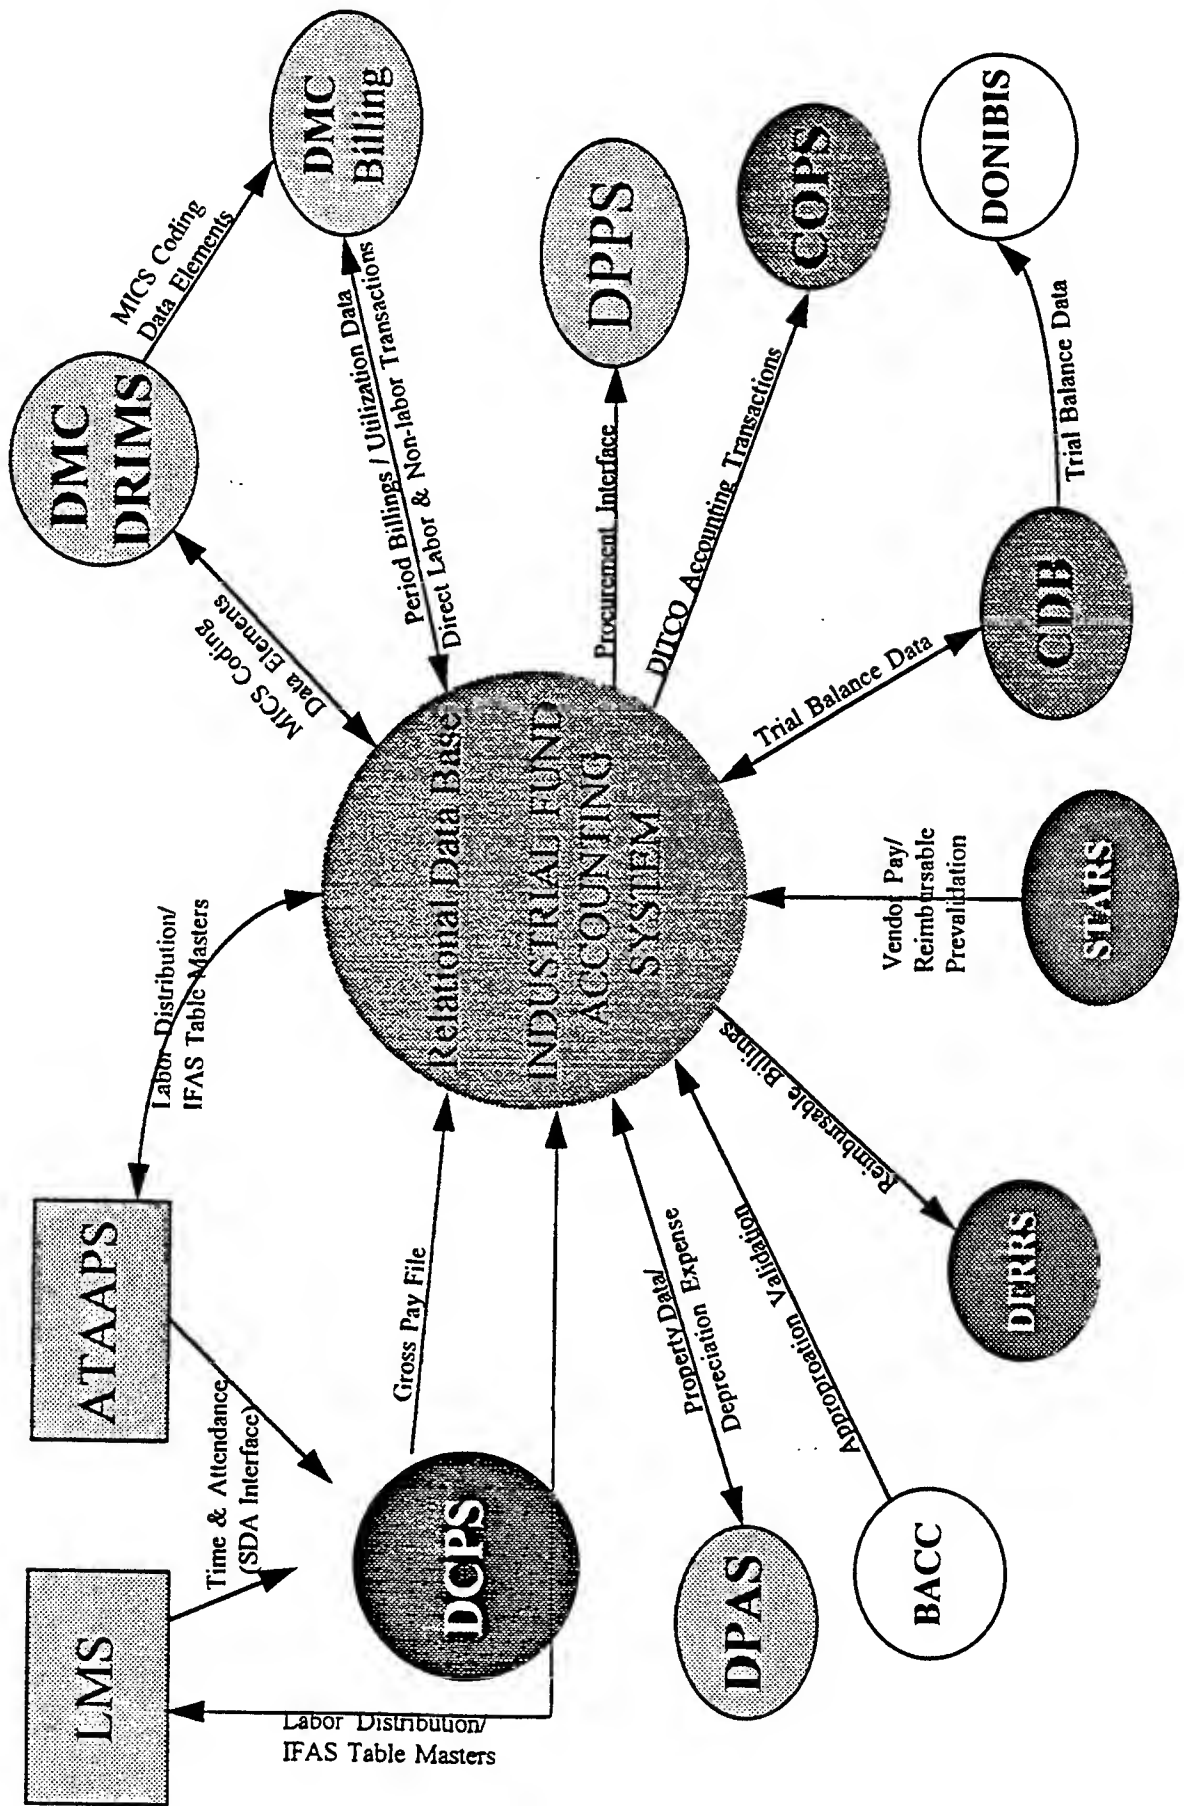 LMS
ATAAPS
DMC
DRIMS
DMC
Billing
MICS Coding
Data Elements
Time & Attendance
(SDA Interface)
Labor Distribution/
IFAS Table Masters
MICS Coding
Data Elements
Labor Distribution/
IFAS Table Masters
DCPS
Gross Pay File
Relational Data Base
INDUSTRIAL FUND
ACCOUNTING
SYSTEM
Period Billings / Utilization Data
Direct Labor & Non-labor Transactions
Procurement Interface
DPPS
DITCO Accounting Transactions
COPS
DPAS
Property Data/
Depreciation Expense
BACC
Approproation Validation
Reimbursable Billings
DFRRS
Vendor Pay/
Reimbursable
Prevalidation
STARS
Trial Balance Data
CDB
Trial Balance Data
DONIBIS